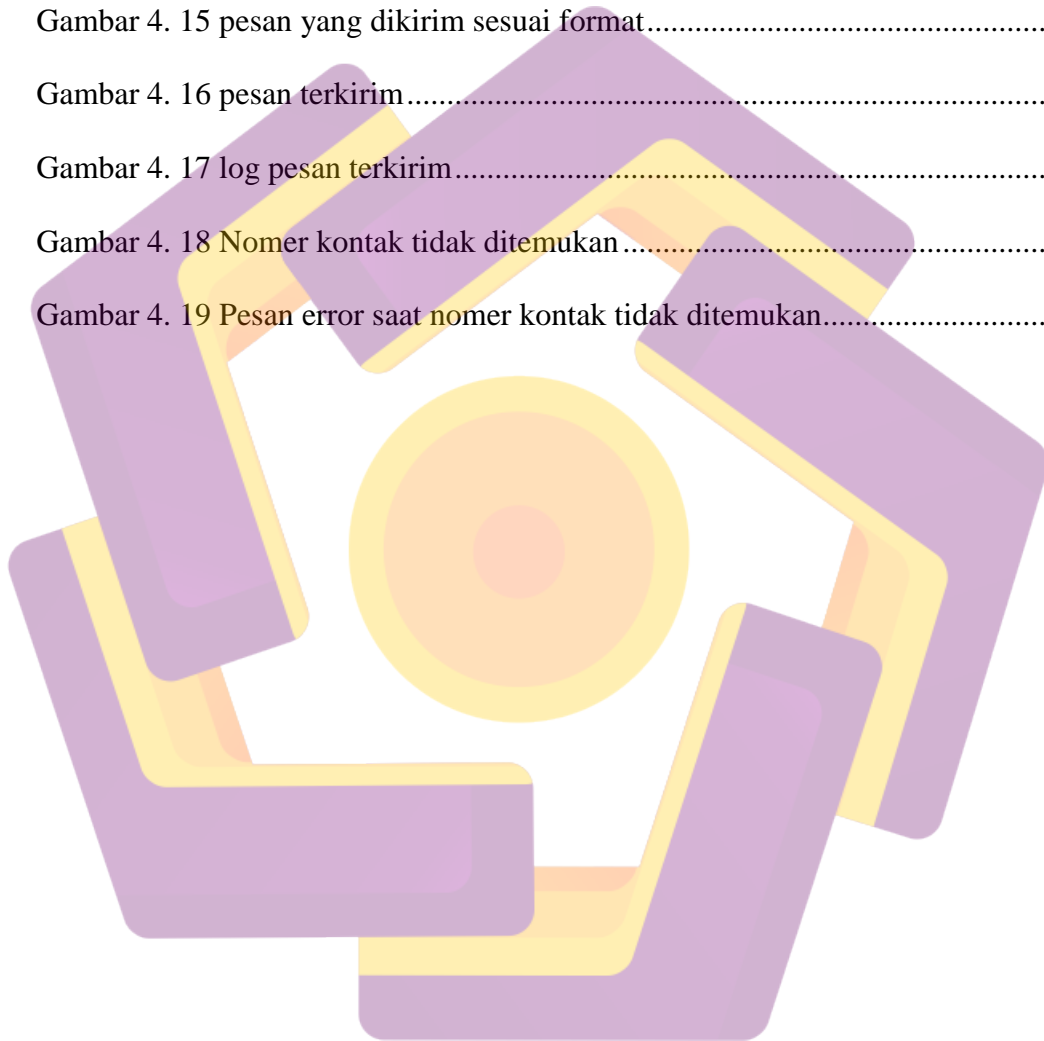 Gambar 4. 15 pesan yang dikirim sesuai format..................................................
Gambar 4. 16 pesan terkirim................................................................................
Gambar 4. 17 log pesan terkirim..........................................................................
Gambar 4. 18 Nomer kontak tidak ditemukan.....................................................
Gambar 4. 19 Pesan error saat nomer kontak tidak ditemukan............................